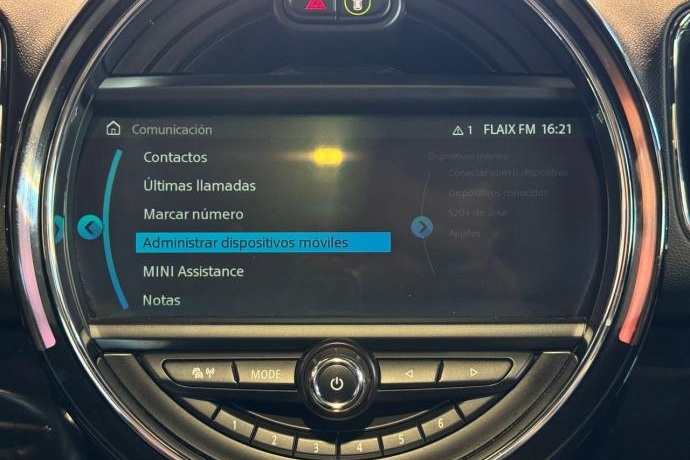 Comunicación
1 FLAIX FM 16:21
Contactos
Últimas llamadas
Marcar número
Administrar dispositivos móviles
MINI Assistance
Notas
Dispositivos móviles
Conectar nuevo dispositivo
Dispositivos conocidos
S20+ de Jose
Ajustes
MODE
1 2 3 4 5 6